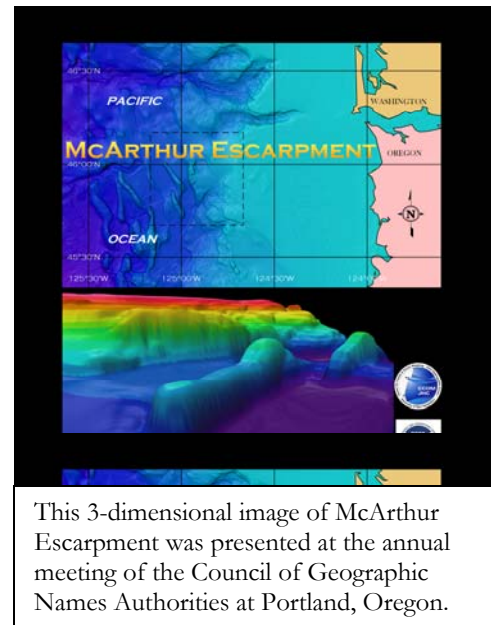 46°30'N
PACIFIC
WASHINGTON
MCARTHUR ESCARPMENT
OREGON
46°00'N
N
OCEAN
45°30'N
125°30'W 125°00'W 124°30'W 124°0
This 3-dimensional image of McArthur
Escarpment was presented at the annual
meeting of the Council of Geographic
Names Authorities at Portland, Oregon.